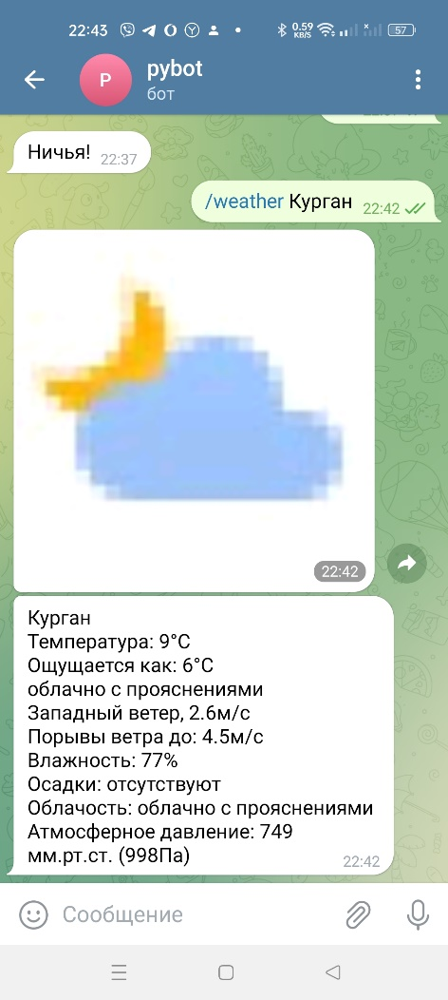 22:43
0.59
KB/S
57
P
pybot
бот
Ничья!
22:37
/weather Курган
22:42
22:42
Курган
Температура: 9°C
Ощущается как: 6°C
облачно с прояснениями
Западный ветер, 2.6м/с
Порывы ветра до: 4.5м/с
Влажность: 77%
Осадки: отсутствуют
Облачость: облачно с прояснениями
Атмосферное давление: 749
мм.рт.ст. (998Па)
22:42
Сообщение